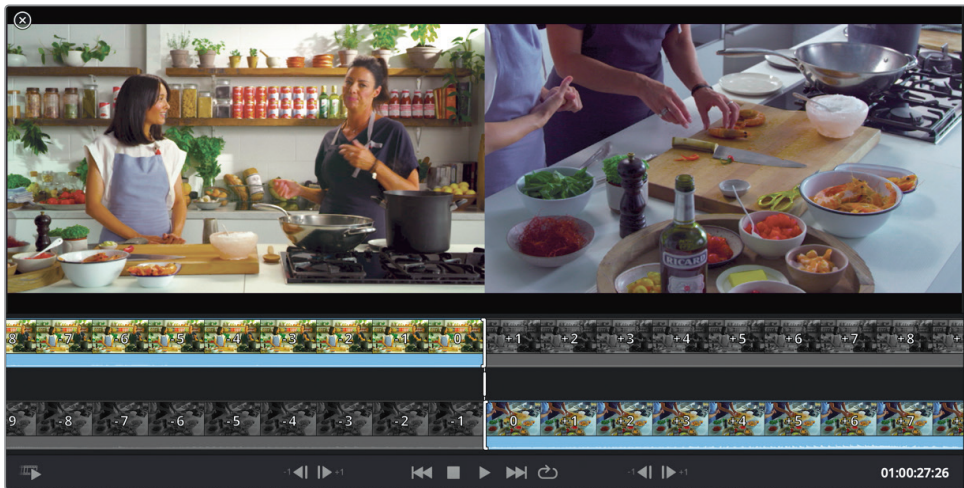 RICARD
8 -7 -6 -5 -4 -3 -2 -1 0 +1 +2 +3 +4 +5 +6 +7 +8 +
9 -8 -7 -6 -5 -4 -3 -2 -1 +0 +1 +2 +3 +4 +5 +6 +7
-1 +1 -1 +1 01:00:27:26